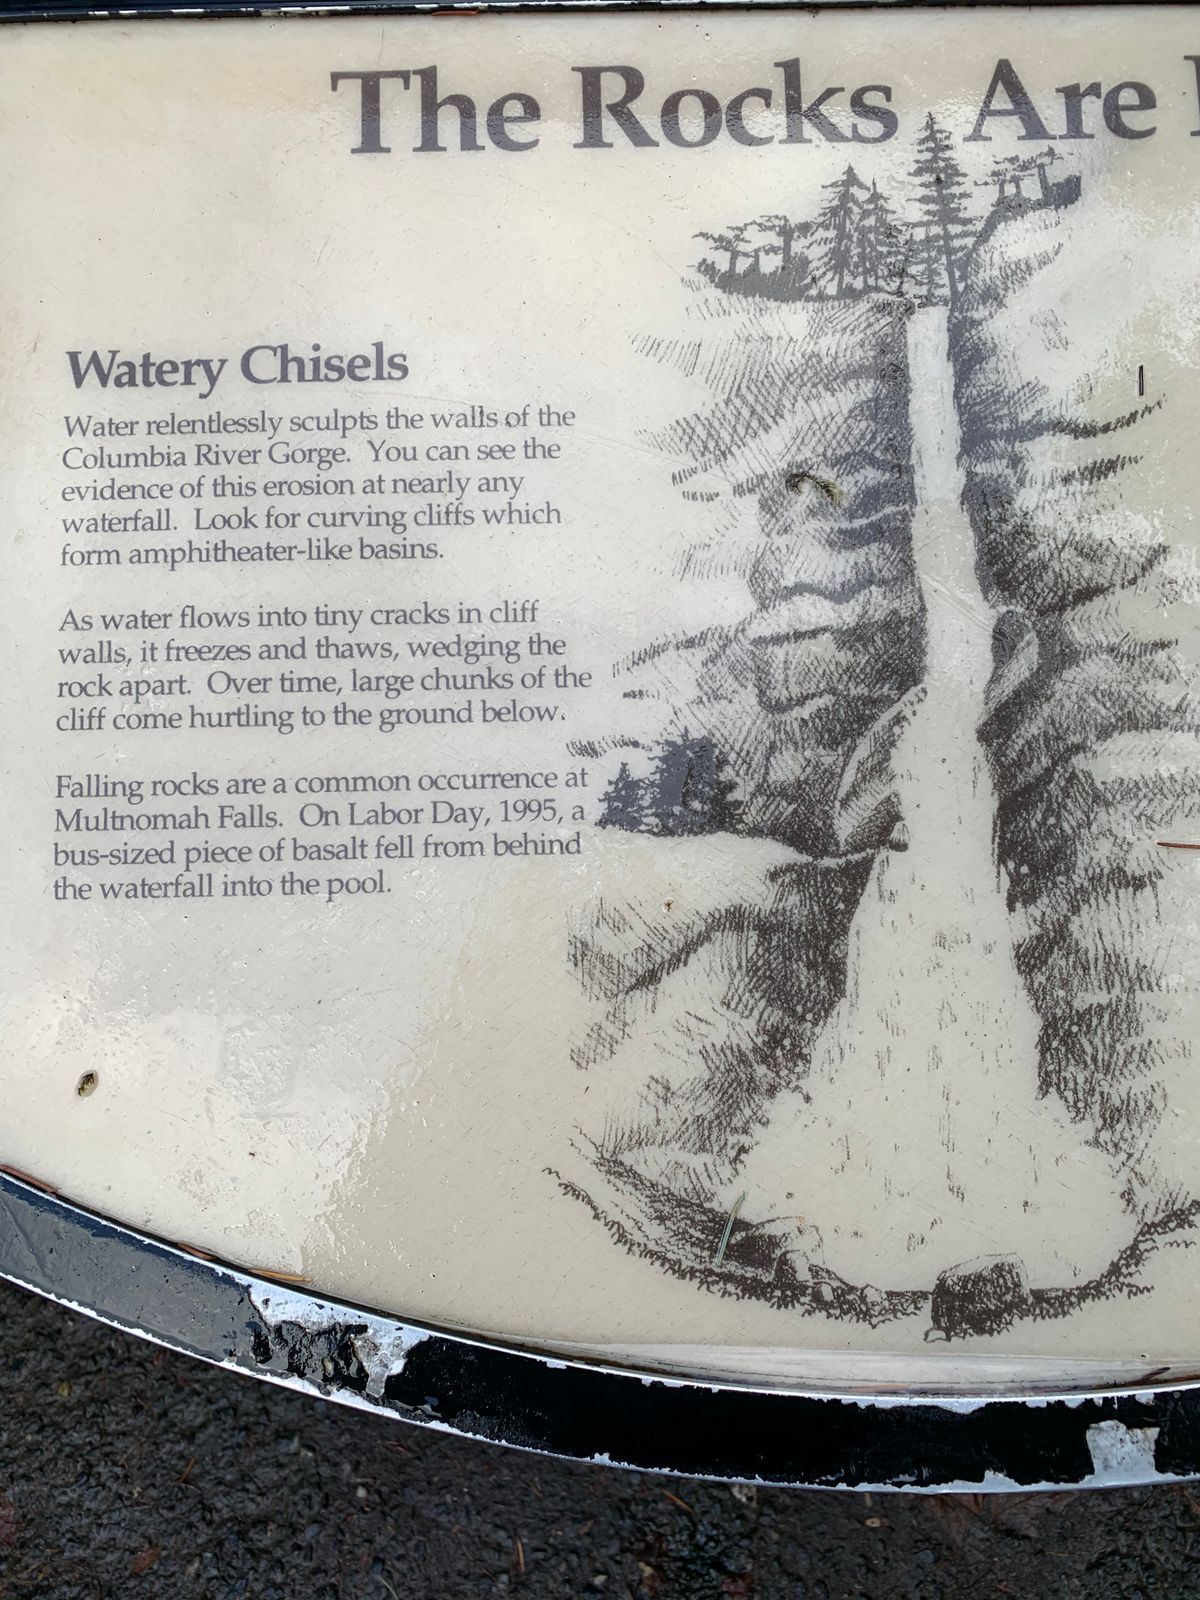 The Rocks Are
Watery Chisels
Water relentlessly sculpts the walls of the
Columbia River Gorge. You can see the
evidence of this erosion at nearly any
waterfall. Look for curving cliffs which
form amphitheater-like basins.
As water flows into tiny cracks in cliff
walls, it freezes and thaws, wedging the
rock apart. Over time, large chunks of the
cliff come hurtling to the ground below.
Falling rocks are a common occurrence at
Multnomah Falls. On Labor Day, 1995, a
bus-sized piece of basalt fell from behind
the waterfall into the pool.